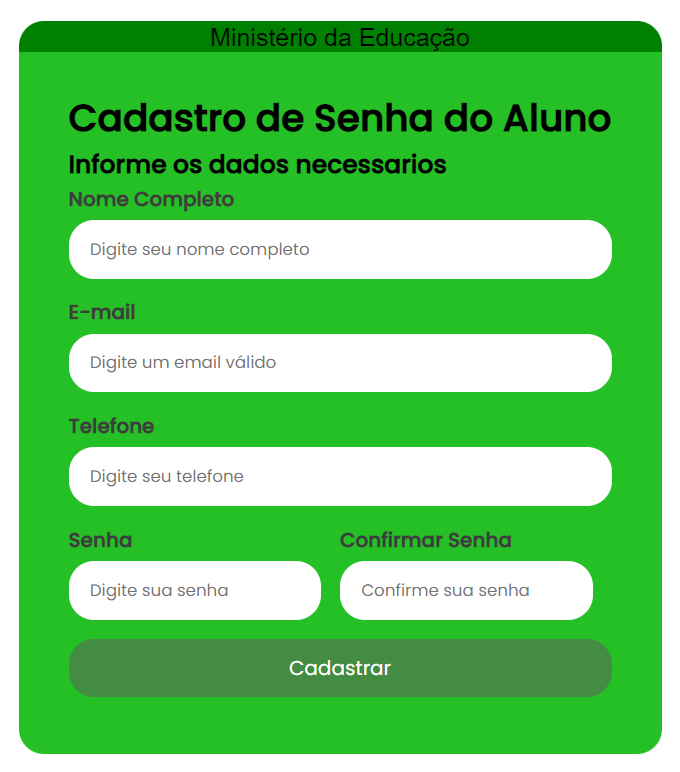 Ministério da Educação
Cadastro de Senha do Aluno
Informe os dados necessarios
Nome Completo
Digite seu nome completo
E-mail
Digite um email válido
Telefone
Digite seu telefone
Senha
Confirmar Senha
Digite sua senha
Confirme sua senha
Cadastrar